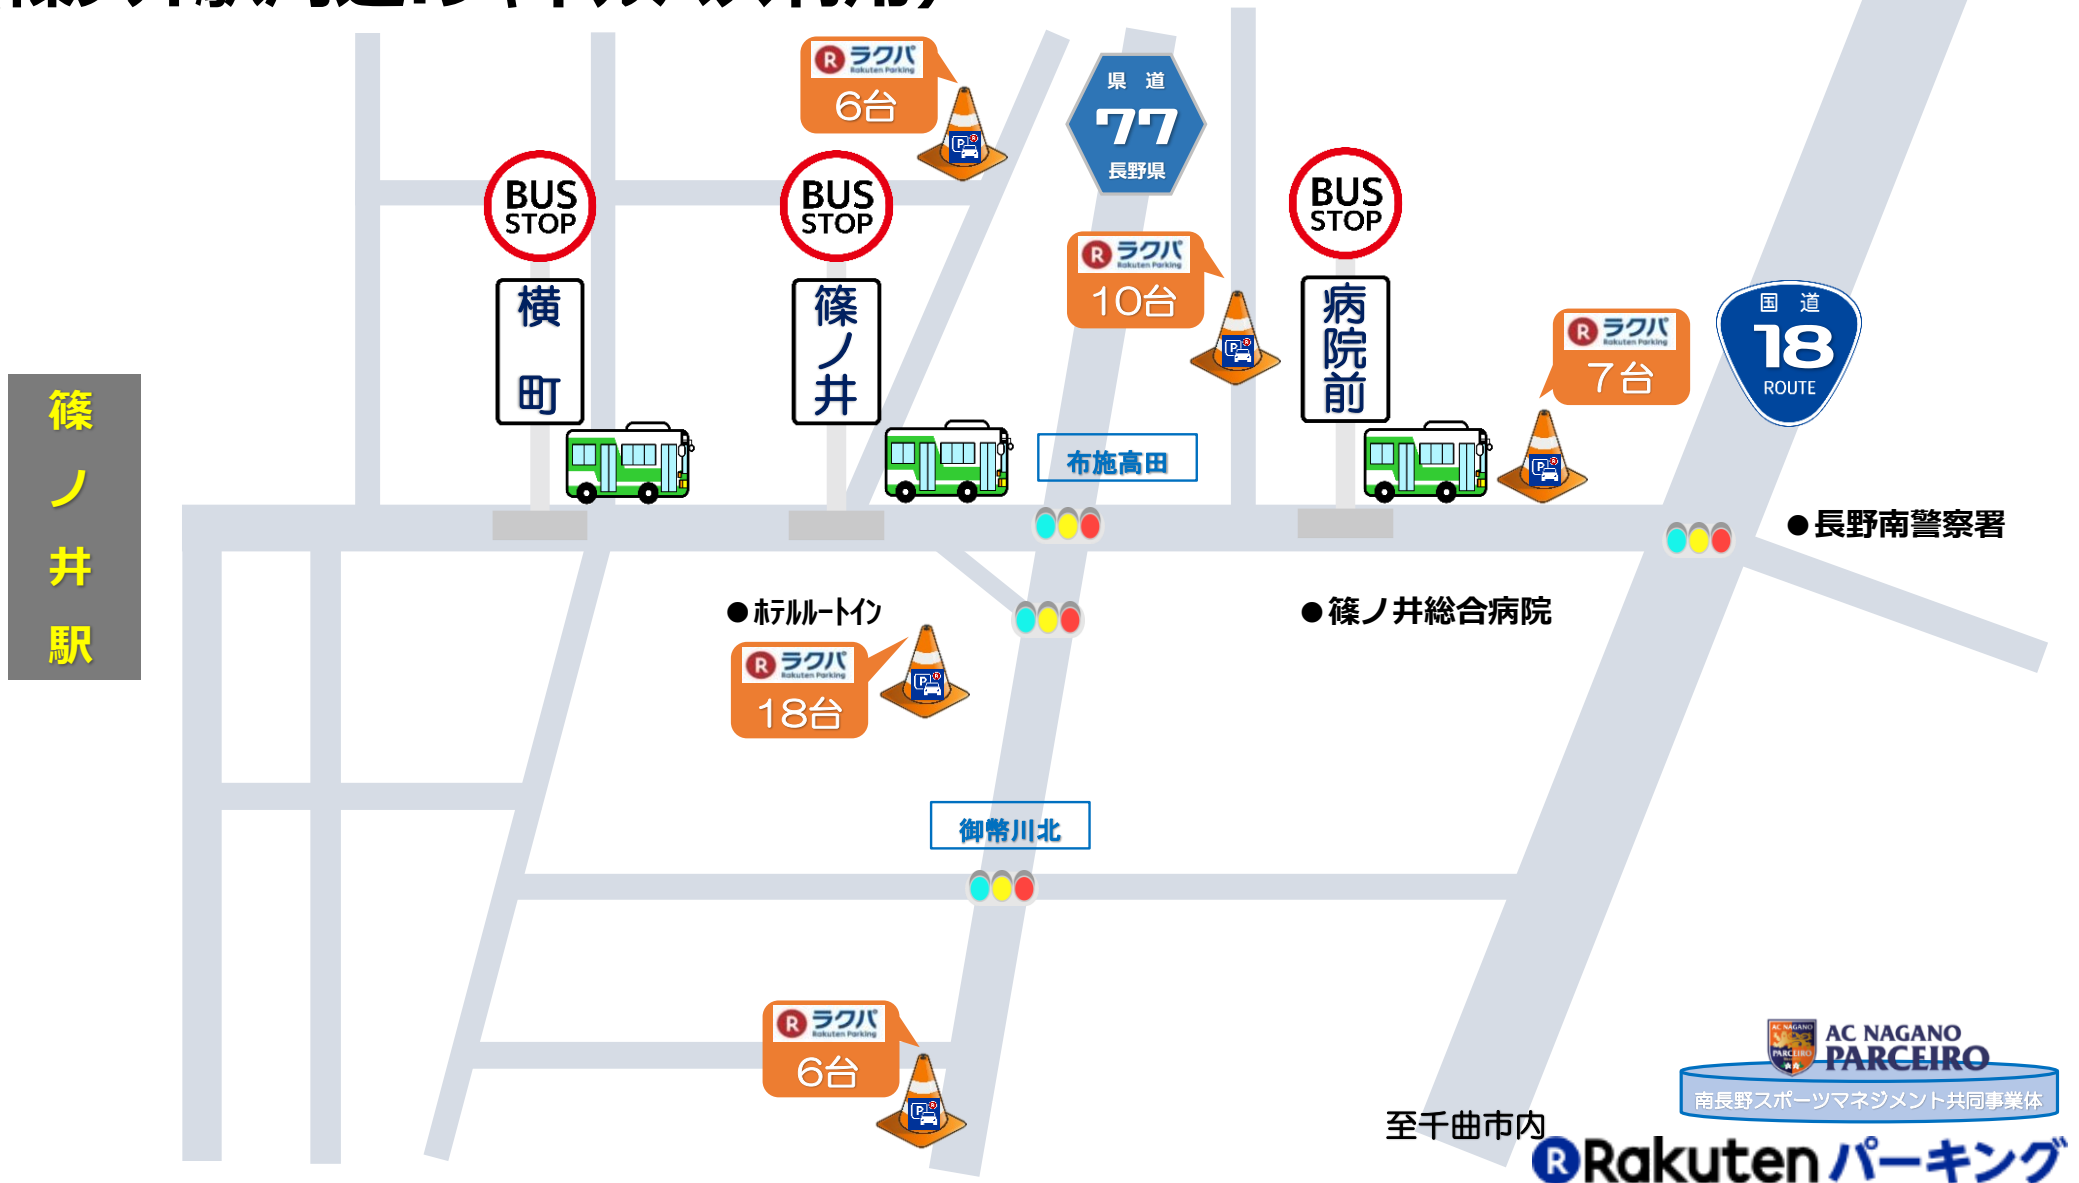 ラクパ
Rakuten Parking
6台
県 道
77
長野県
BUS
STOP
横町
BUS
STOP
篠ノ井
ラクパ
Rakuten Parking
10台
BUS
STOP
病院前
ラクパ
Rakuten Parking
7台
国 道
18
ROUTE
篠ノ井駅
布施高田
●長野南警察署
●ホテルルートイン
●篠ノ井総合病院
ラクパ
Rakuten Parking
18台
御幣川北
ラクパ
Rakuten Parking
6台
AC NAGANO
PARCEIRO
南長野スポーツマネジメント共同事業体
至千曲市内
Rakuten パーキング